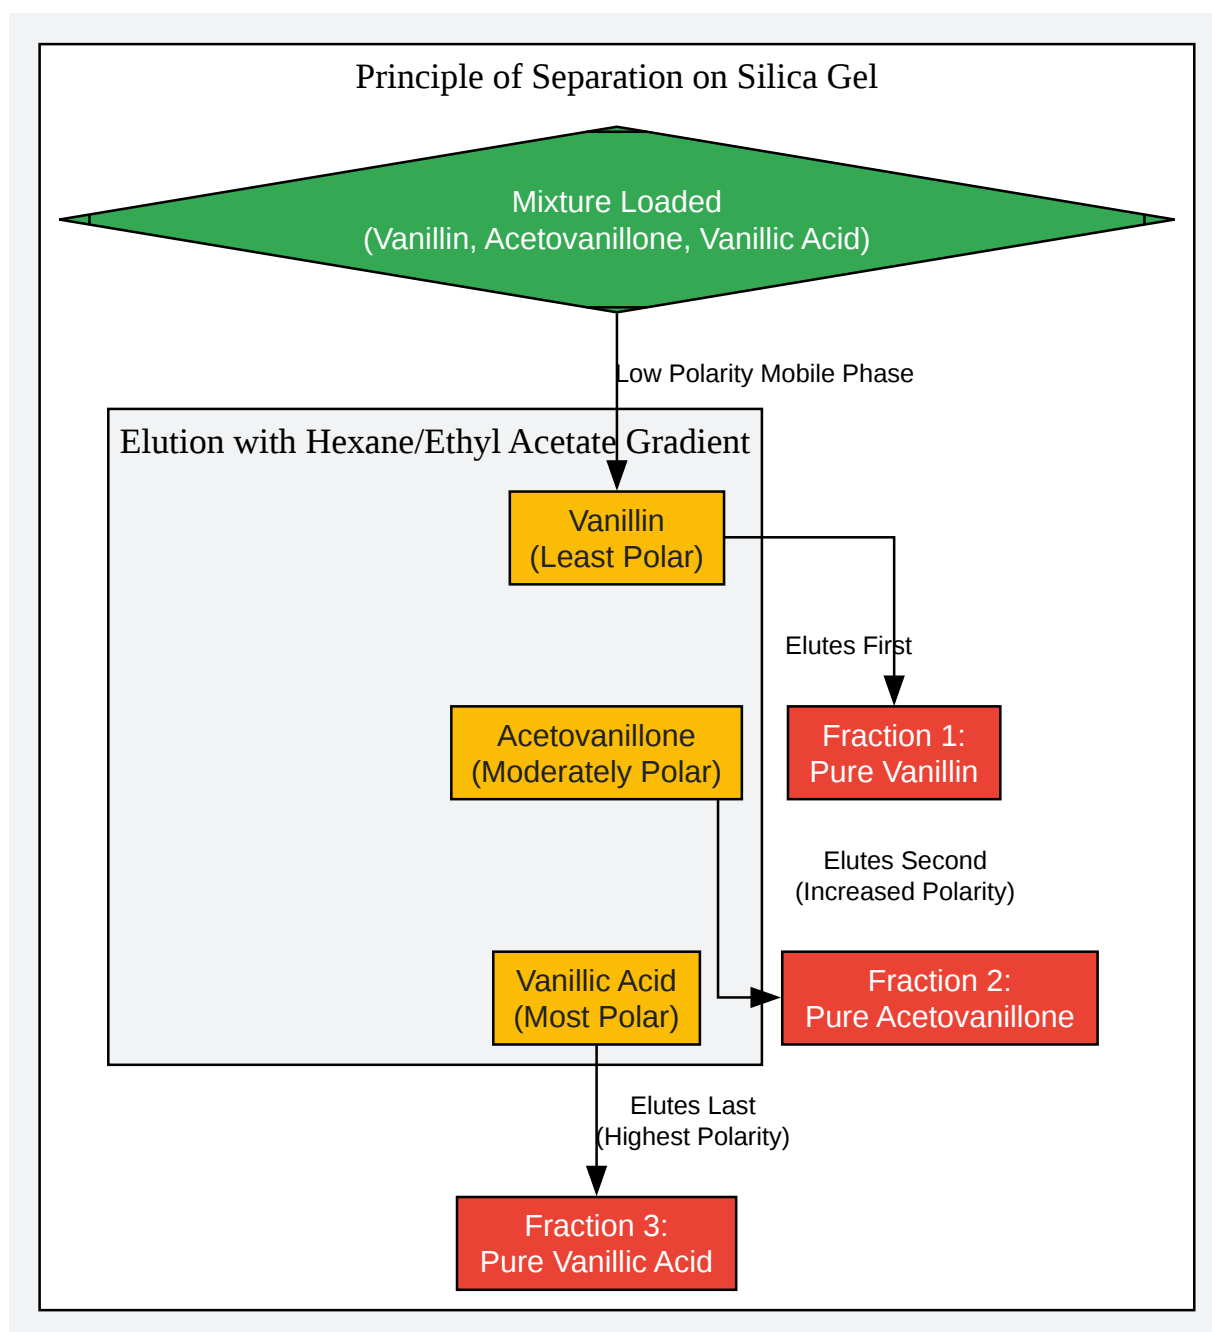 Principle of Separation on Silica Gel
Mixture Loaded
(Vanillin, Acetovanillone, Vanillic Acid)
Low Polarity Mobile Phase
Elution with Hexane/Ethyl Acetate Gradient
Vanillin
(Least Polar)
Elutes First
Acetovanillone
(Moderately Polar)
Fraction 1:
Pure Vanillin
Elutes Second
(Increased Polarity)
Vanillic Acid
(Most Polar)
Fraction 2:
Pure Acetovanillone
Elutes Last
(Highest Polarity)
Fraction 3:
Pure Vanillic Acid